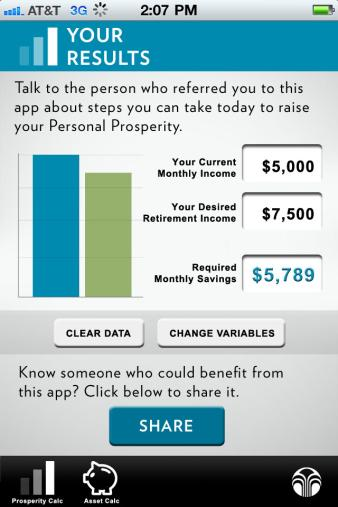 AT&T 3G 2:07 PM
YOUR
RESULTS
Talk to the person who referred you to this
app about steps you can take today to raise
your Personal Prosperity.
Your Current
Monthly Income
$5,000
Your Desired
Retirement Income
$7,500
Required
Monthly Savings
$5,789
CLEAR DATA
CHANGE VARIABLES
Know someone who could benefit from
this app? Click below to share it.
SHARE
Prosperity Calc
Asset Calc